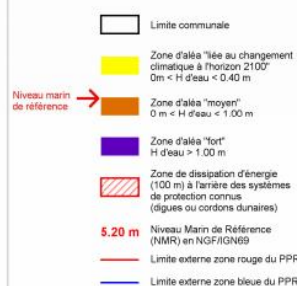 Limite communale
Zone d'aléa "liée au changement
climatique à l'horizon 2100"
0m < H d'eau < 0.40 m
Niveau marin
de référence
Zone d'aléa "moyen"
0 m < H d'eau < 1.00 m
Zone d'aléa "fort"
H d'eau > 1.00 m
Zone de dissipation d'énergie
(100 m) à l'arrière des systèmes
de protection connus
(digues ou cordons dunaires)
5.20 m Niveau Marin de Référence
(NMR) en NGF/IGN69
Limite externe zone rouge du PPR
Limite externe zone bleue du PPR